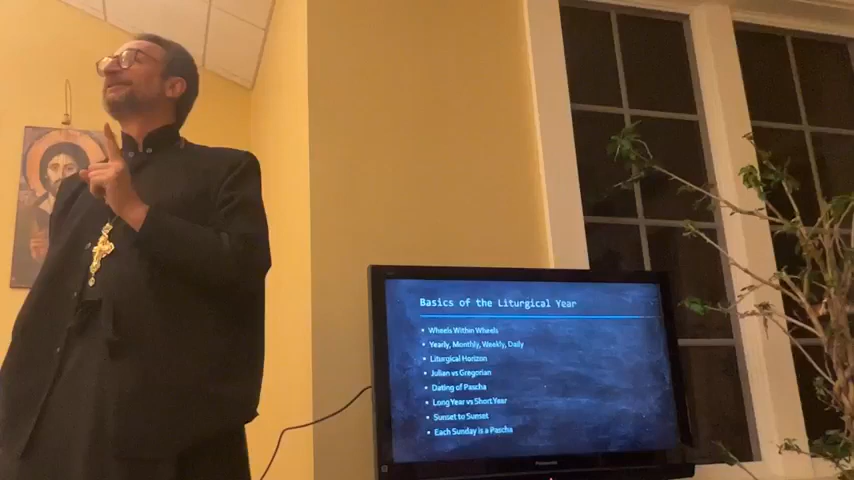 Basics of the Liturgical Year
• Wheels Within Wheels
• Yearly, Monthly, Weekly, Daily
• Liturgical Horizon
• Julian vs Gregorian
• Dating of Pascha
• Long Year vs Short Year
• Sunset to Sunset
• Each Sunday is a Pascha
Panasonic